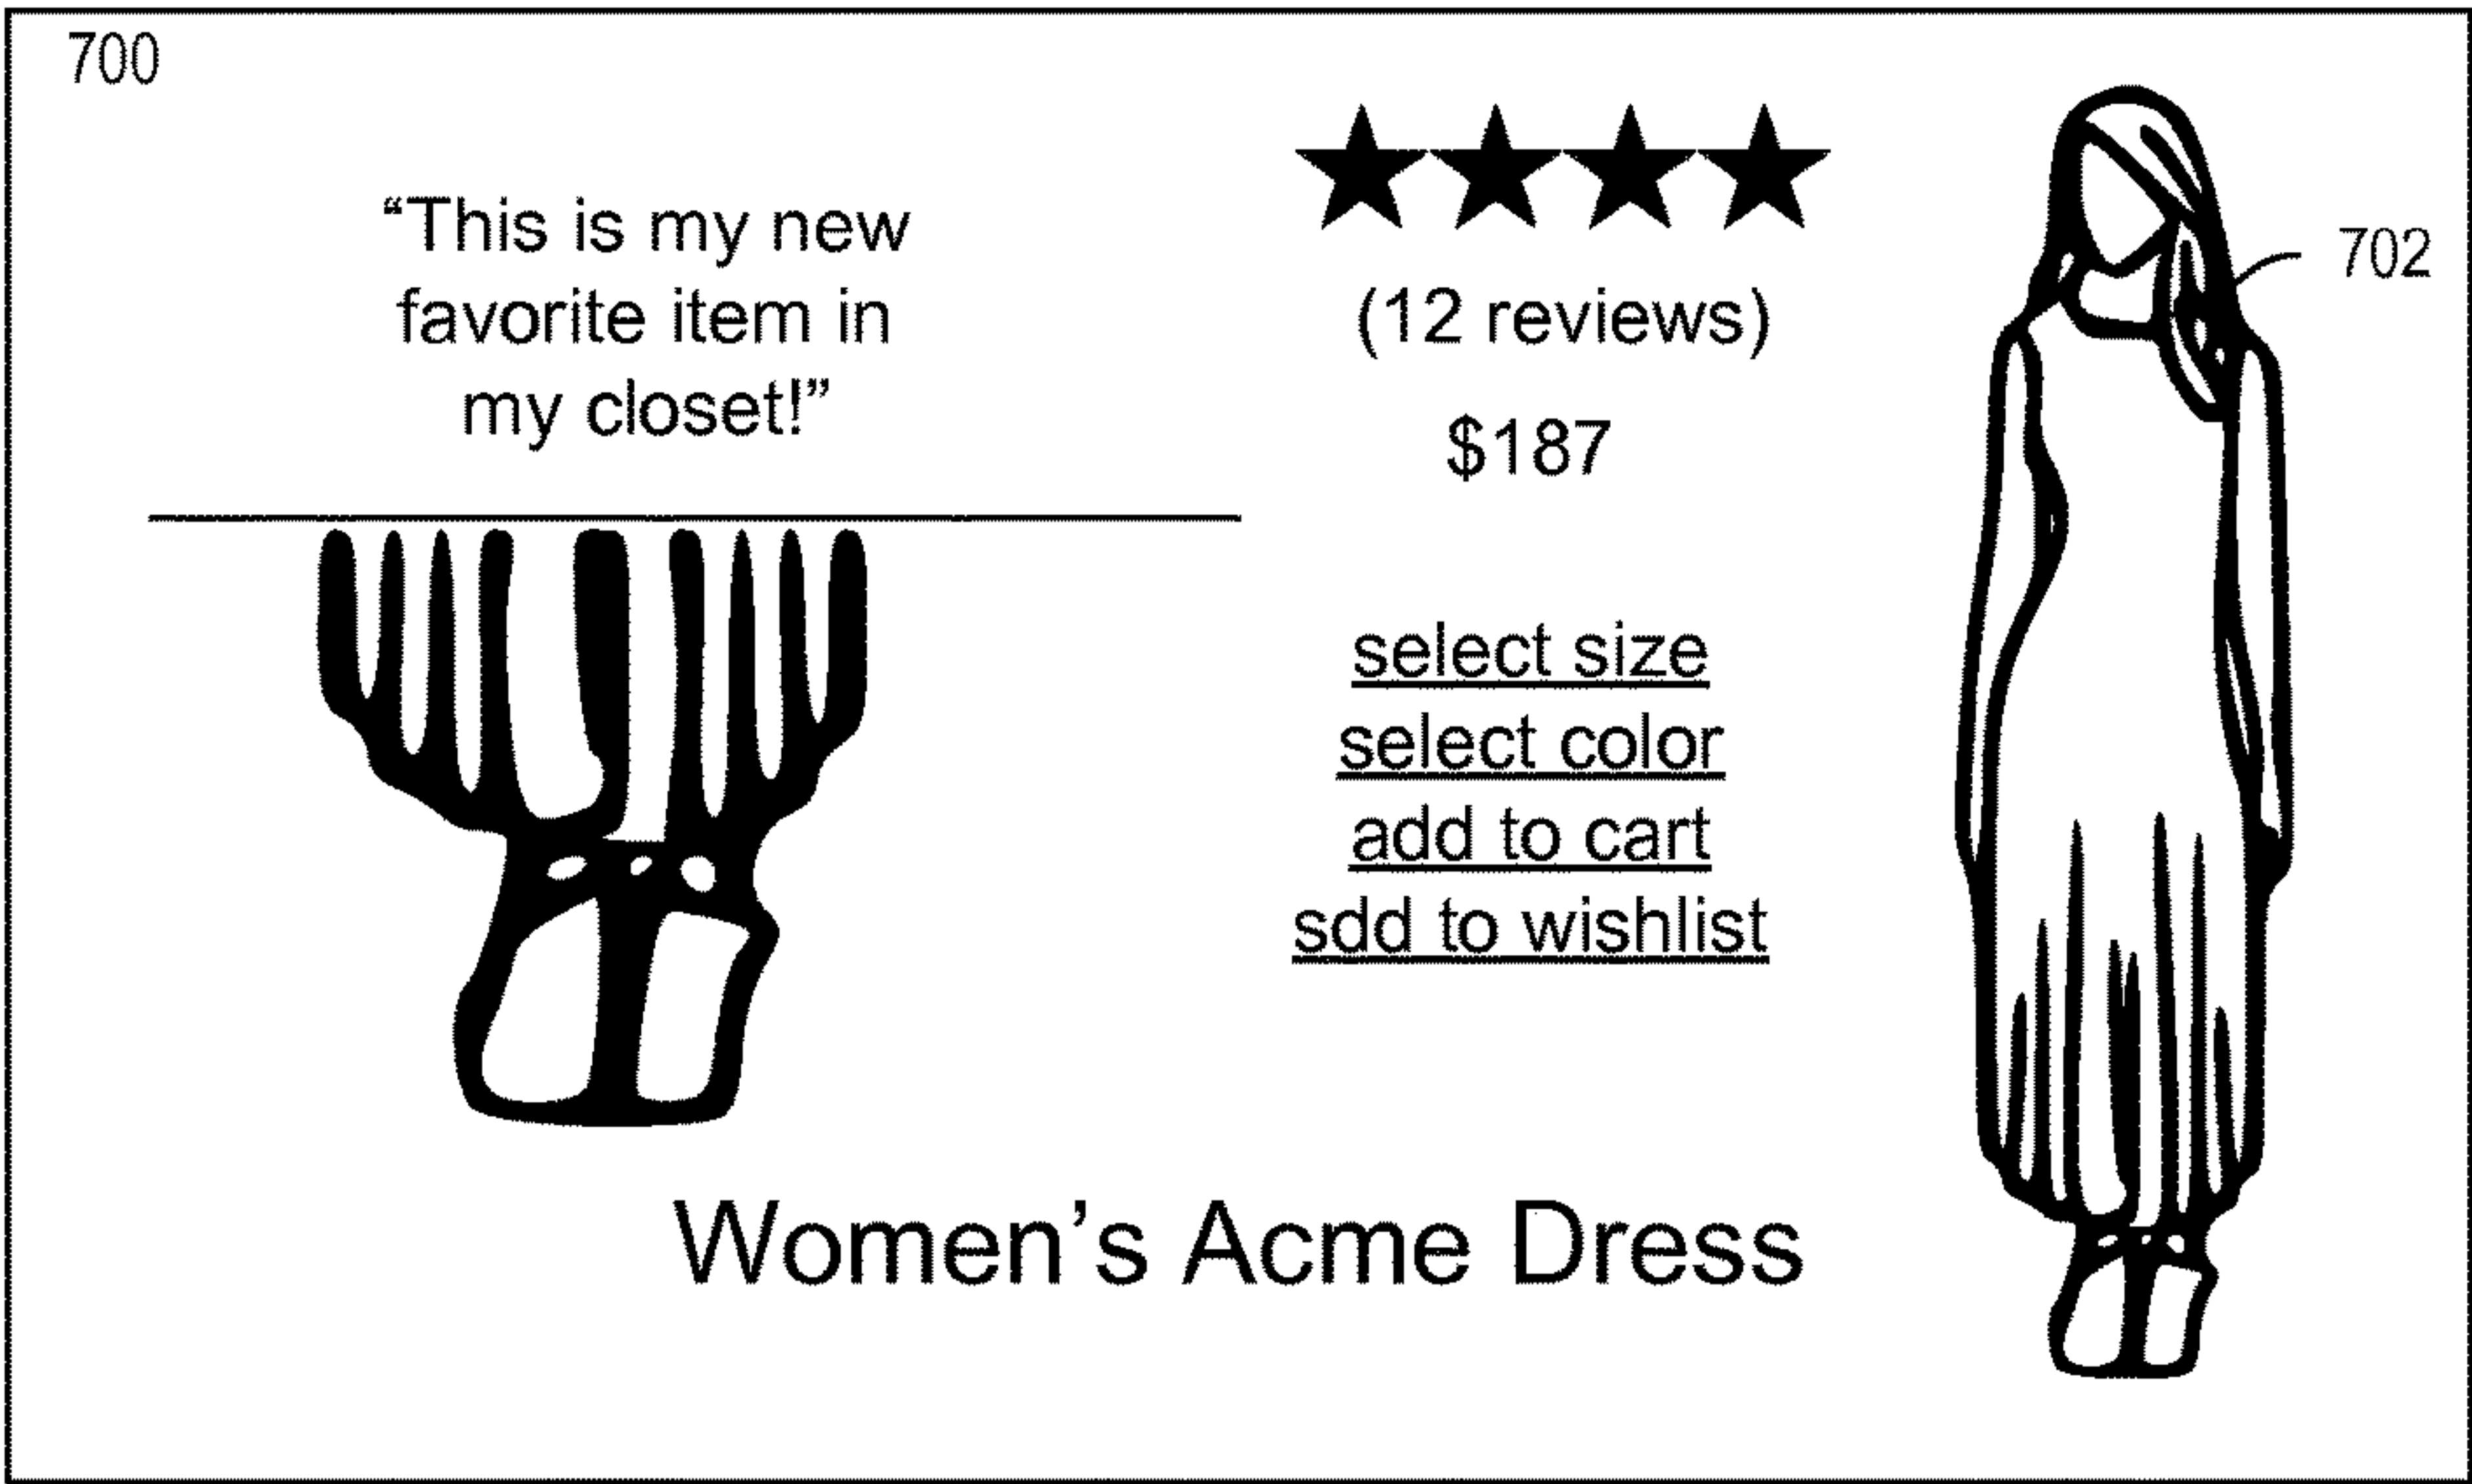 700
“This is my new
favorite item in
my closet!”
(12 reviews)
$187
702
select size
select color
add to cart
sdd to wishlist
Women’s Acme Dress